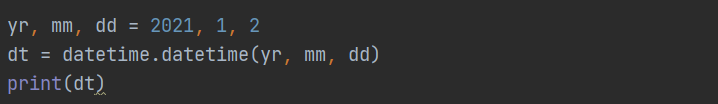 yr, mm, dd = 2021, 1, 2
dt = datetime.datetime(yr, mm, dd)
print(dt)